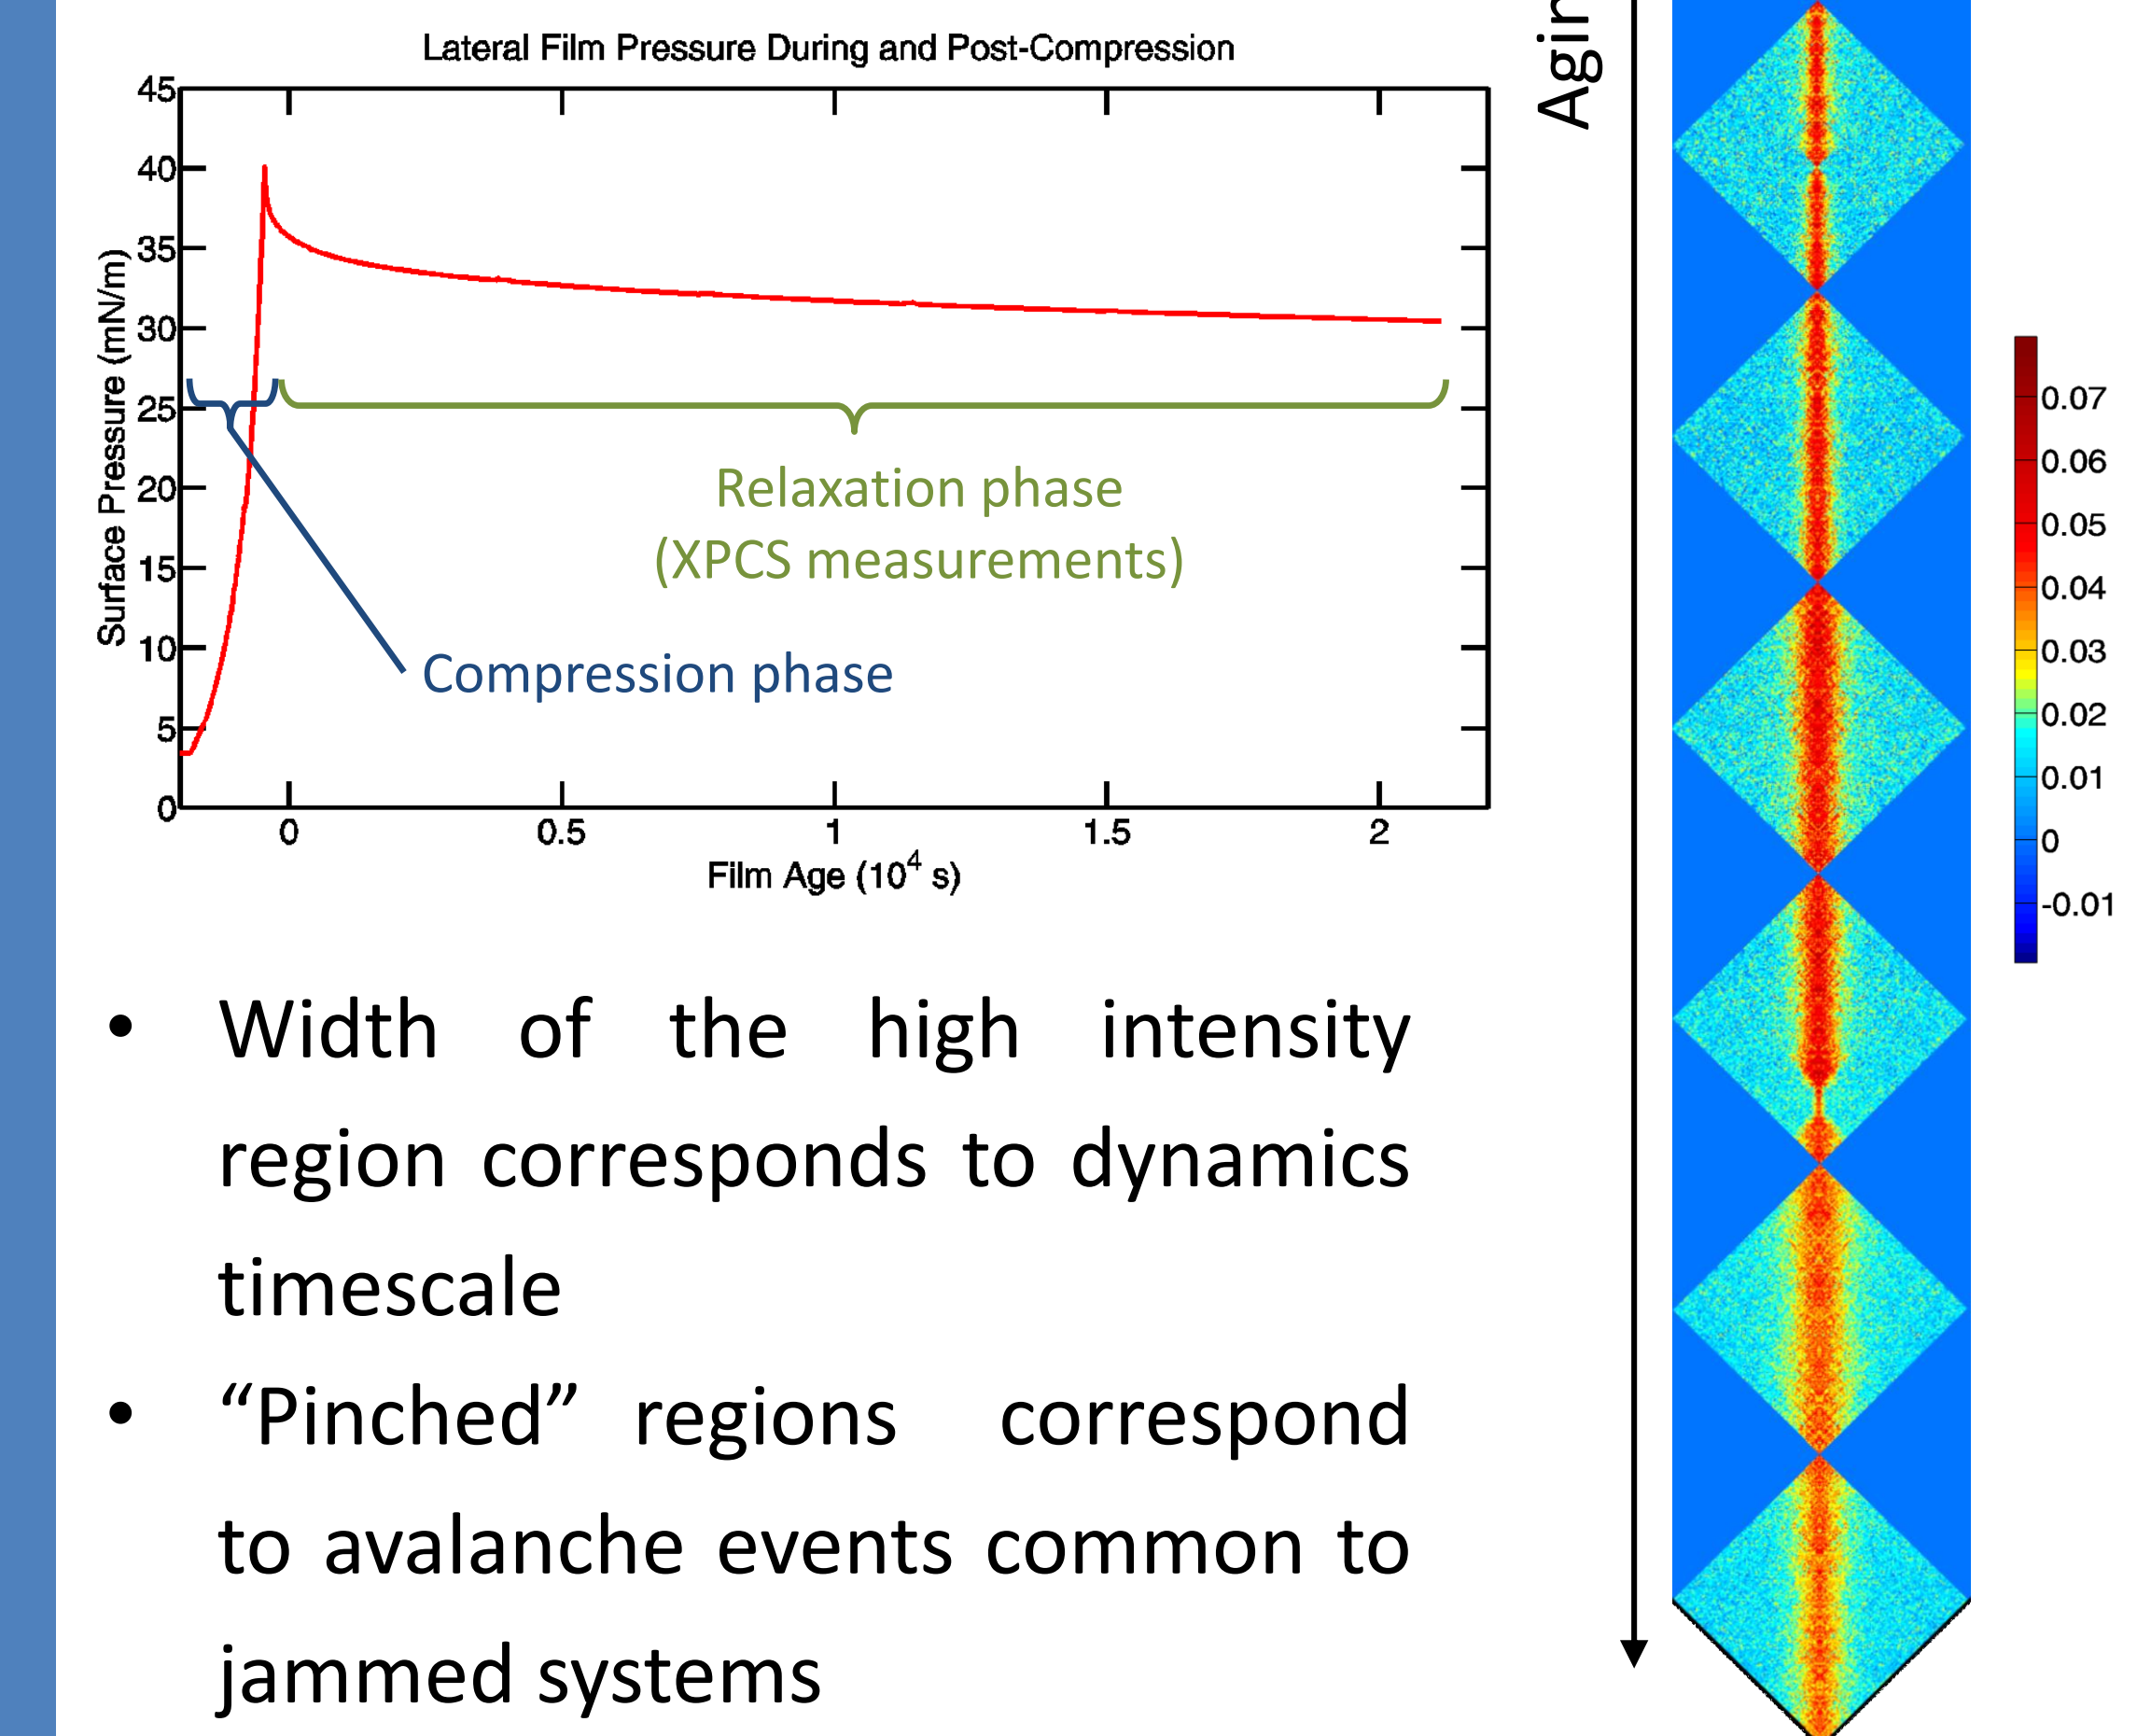 Lateral Film Pressure During and Post-Compression
45
40
35
30
25
20
15
10
5
0
Surface Pressure (mN/m)
Relaxation phase
(XPCS measurements)
Compression phase
0 0.5 1 1.5 2
Film Age (10⁴ s)
• Width of the high intensity
region corresponds to dynamics
timescale
• “Pinched” regions correspond
to avalanche events common to
jammed systems
0.07
0.06
0.05
0.04
0.03
0.02
0.01
0
-0.01